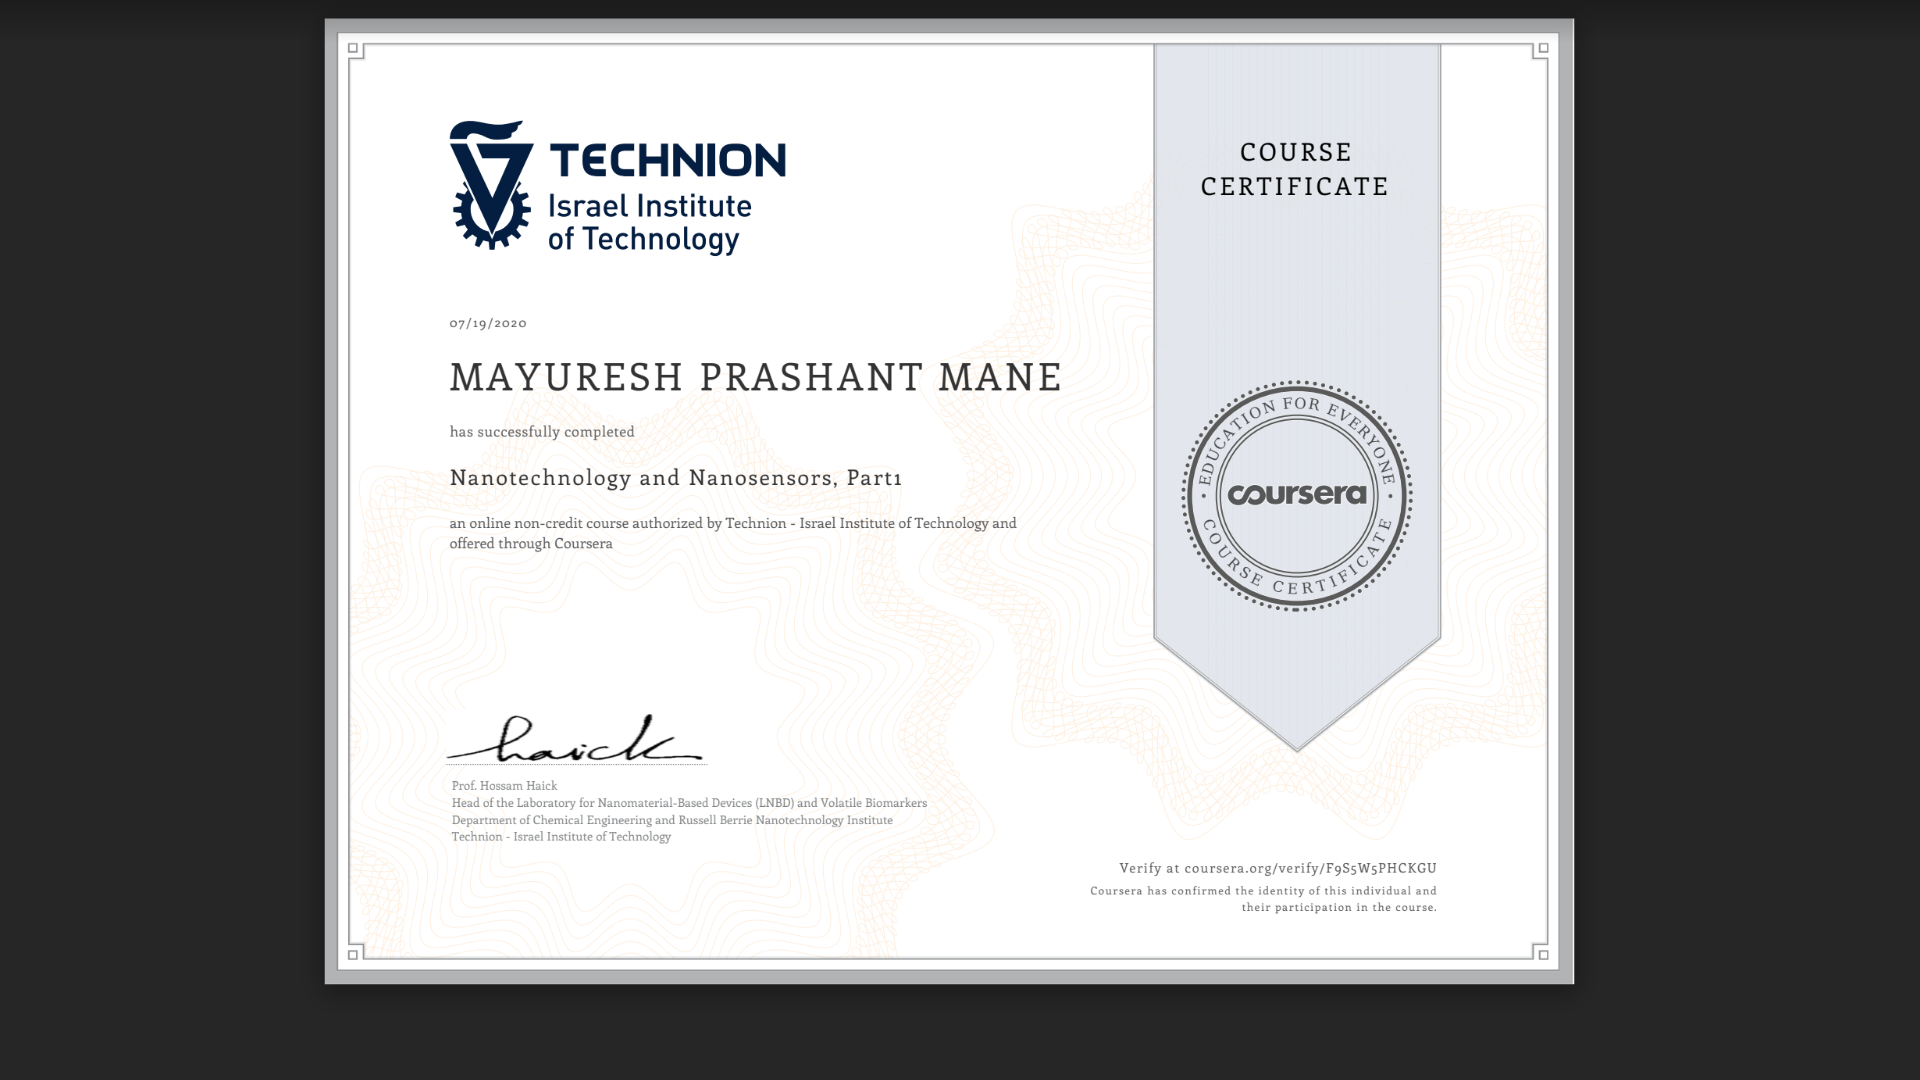 TECHNION
Israel Institute
of Technology
COURSE
CERTIFICATE
07/19/2020
MAYURESH PRASHANT MANE
has successfully completed
Nanotechnology and Nanosensors, Part1
an online non-credit course authorized by Technion - Israel Institute of Technology and
offered through Coursera
EDUCATION FOR EVERYONE
coursera
COURSE CERTIFICATE
haick
Prof. Hossam Haick
Head of the Laboratory for Nanomaterial-Based Devices (LNBD) and Volatile Biomarkers
Department of Chemical Engineering and Russell Berrie Nanotechnology Institute
Technion - Israel Institute of Technology
Verify at coursera.org/verify/F9S5W5PHCKGU
Coursera has confirmed the identity of this individual and
their participation in the course.